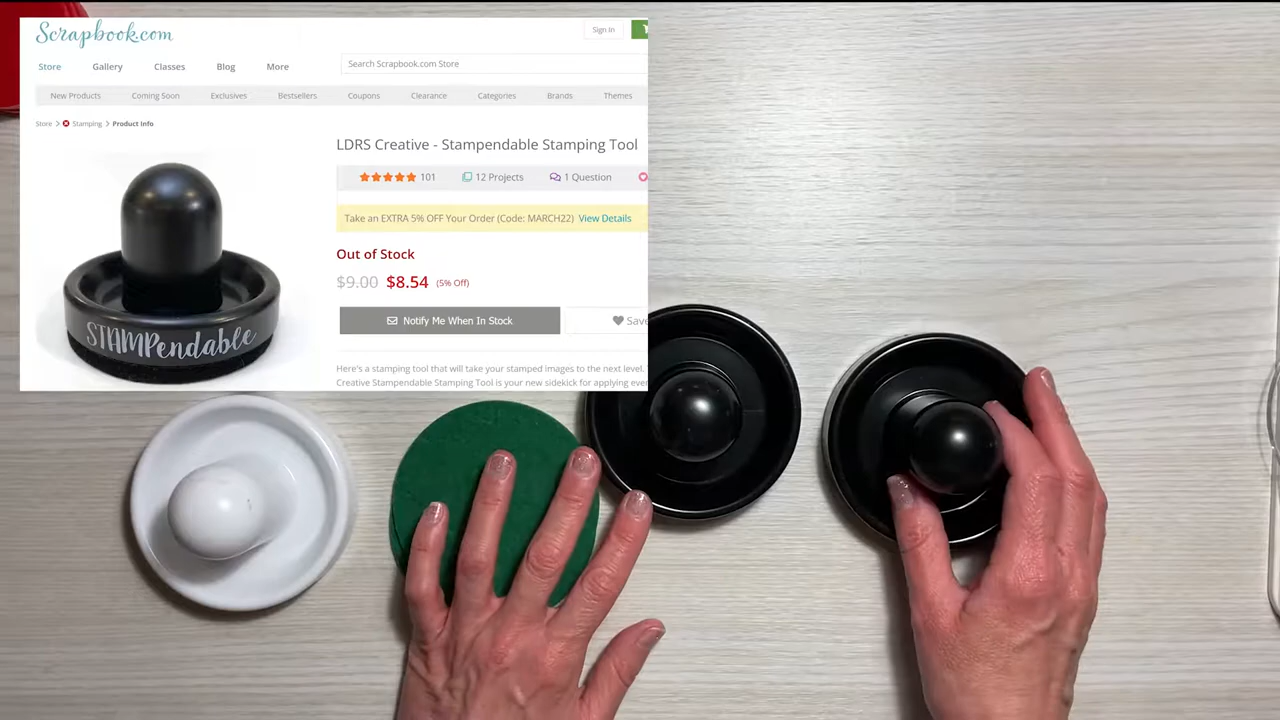 Scrapbook.com
Sign In
Store Gallery Classes Blog More
Search Scrapbook.com Store
New Products Coming Soon Exclusives Bestsellers Coupons Clearance Categories Brands Themes
Store > Stamping > Product Info
LDRS Creative - Stampendable Stamping Tool
101 12 Projects 1 Question
Take an EXTRA 5% OFF Your Order (Code: MARCH22) View Details
Out of Stock
$9.00 $8.54 (5% Off)
Notify Me When In Stock
Save
STAMPendable
Here's a stamping tool that will take your stamped images to the next level.
Creative Stampendable Stamping Tool is your new sidekick for applying eve